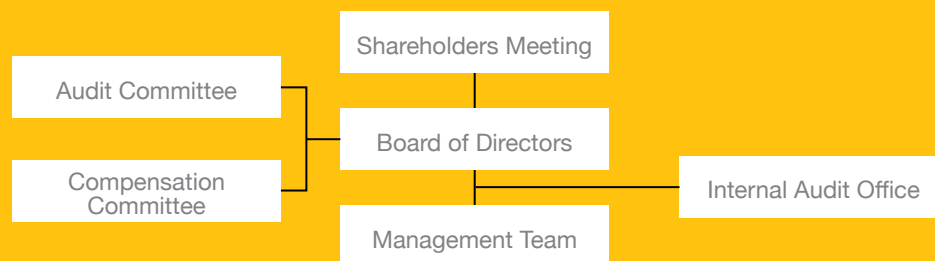 Shareholders Meeting
Audit Committee
Board of Directors
Compensation
Committee
Internal Audit Office
Management Team